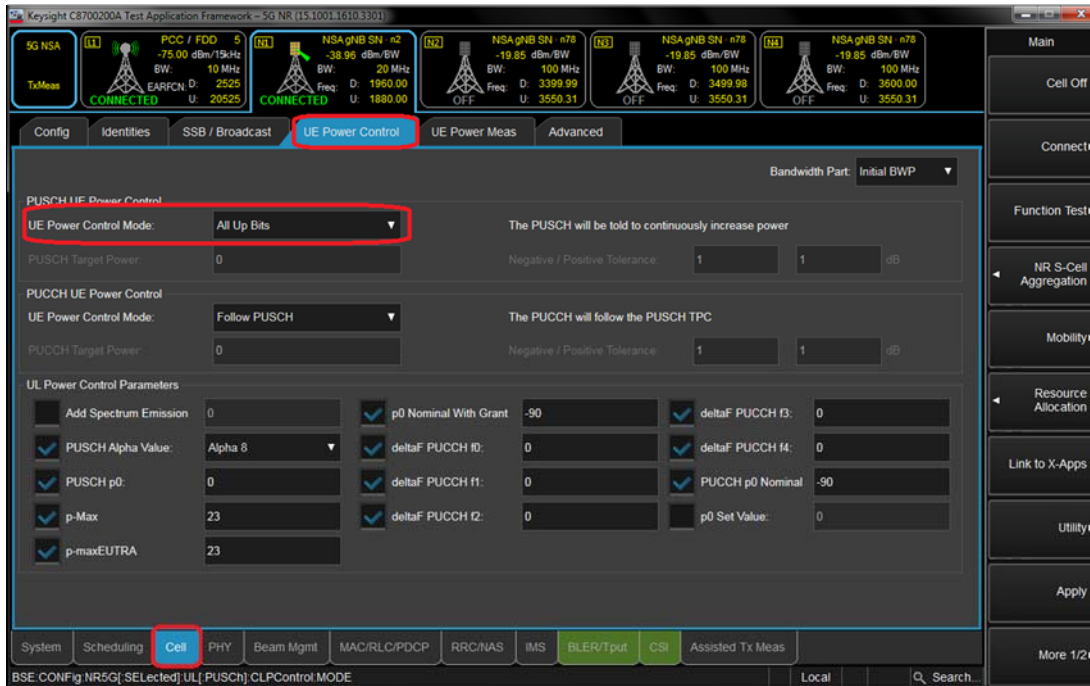 Keysight C8700200A Test Application Framework – 5G NR (15.1001.1610.3301)
5G NSA
TxMeas
L1 PCC / FDD 5
-75.00 dBm/15kHz
BW: 10 MHz
EARFCN: D: 2525
CONNECTED U: 20525
N1 NSA gNB SN - n2
-38.96 dBm/BW
BW: 20 MHz
Freq: D: 1960.00
CONNECTED U: 1880.00
N2 NSA gNB SN - n78
-19.85 dBm/BW
BW: 100 MHz
Freq: D: 3399.99
OFF U: 3550.31
N3 NSA gNB SN - n78
-19.85 dBm/BW
BW: 100 MHz
Freq: D: 3499.98
OFF U: 3550.31
N4 NSA gNB SN - n78
-19.85 dBm/BW
BW: 100 MHz
Freq: D: 3600.00
OFF U: 3550.31
Main
Cell Off
Connect
Function Test
NR S-Cell
Aggregation
Mobility
Resource
Allocation
Link to X-Apps
Utility
Apply
More 1/2
Config Identities SSB / Broadcast UE Power Control UE Power Meas Advanced
Bandwidth Part: Initial BWP
PUSCH UE Power Control
UE Power Control Mode: All Up Bits The PUSCH will be told to continuously increase power
PUSCH Target Power: 0 Negative / Positive Tolerance: 1 1 dB
PUCCH UE Power Control
UE Power Control Mode: Follow PUSCH The PUCCH will follow the PUSCH TPC
PUCCH Target Power: 0 Negative / Positive Tolerance: 1 1 dB
UL Power Control Parameters
Add Spectrum Emission 0 p0 Nominal With Grant -90 deltaF PUCCH f3: 0
PUSCH Alpha Value: Alpha 8 deltaF PUCCH f0: 0 deltaF PUCCH f4: 0
PUSCH p0: 0 deltaF PUCCH f1: 0 PUCCH p0 Nominal -90
p-Max 23 deltaF PUCCH f2: 0 p0 Set Value: 0
p-maxEUTRA 23
System Scheduling Cell PHY Beam Mgmt MAC/RLC/PDCP RRC/NAS IMS BLER/Tput CSI Assisted Tx Meas
BSE:CONFig:NR5G[:SELected]:UL[:PUSCh]:CLPControl:MODE Local Search...